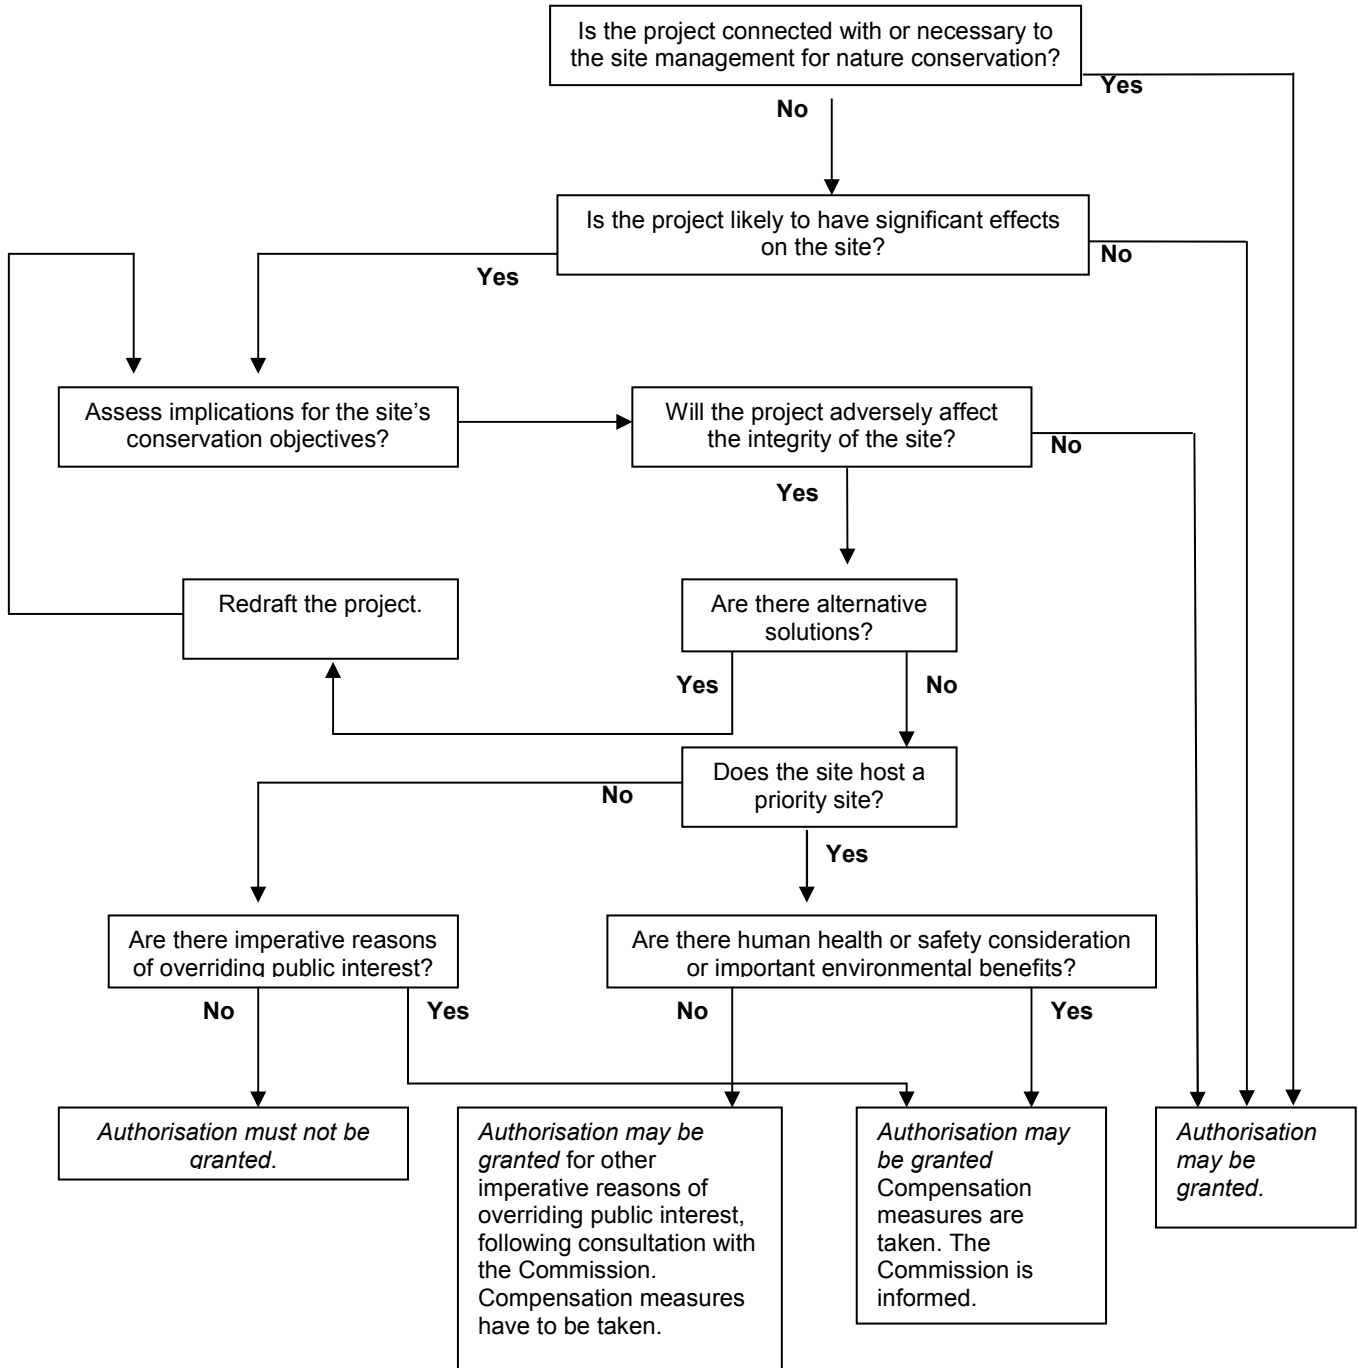 Is the project connected with or necessary to
the site management for nature conservation?
Yes
No
Is the project likely to have significant effects
on the site?
No
Yes
Assess implications for the site's
conservation objectives?
Will the project adversely affect
the integrity of the site?
No
Yes
Redraft the project.
Are there alternative
solutions?
Yes
No
Does the site host a
priority site?
No
Yes
Are there imperative reasons
of overriding public interest?
Are there human health or safety consideration
or important environmental benefits?
No
Yes
No
Yes
Authorisation must not be
granted.
Authorisation may be
granted for other
imperative reasons of
overriding public interest,
following consultation with
the Commission.
Compensation measures
have to be taken.
Authorisation may
be granted
Compensation
measures are
taken. The
Commission is
informed.
Authorisation
may be
granted.